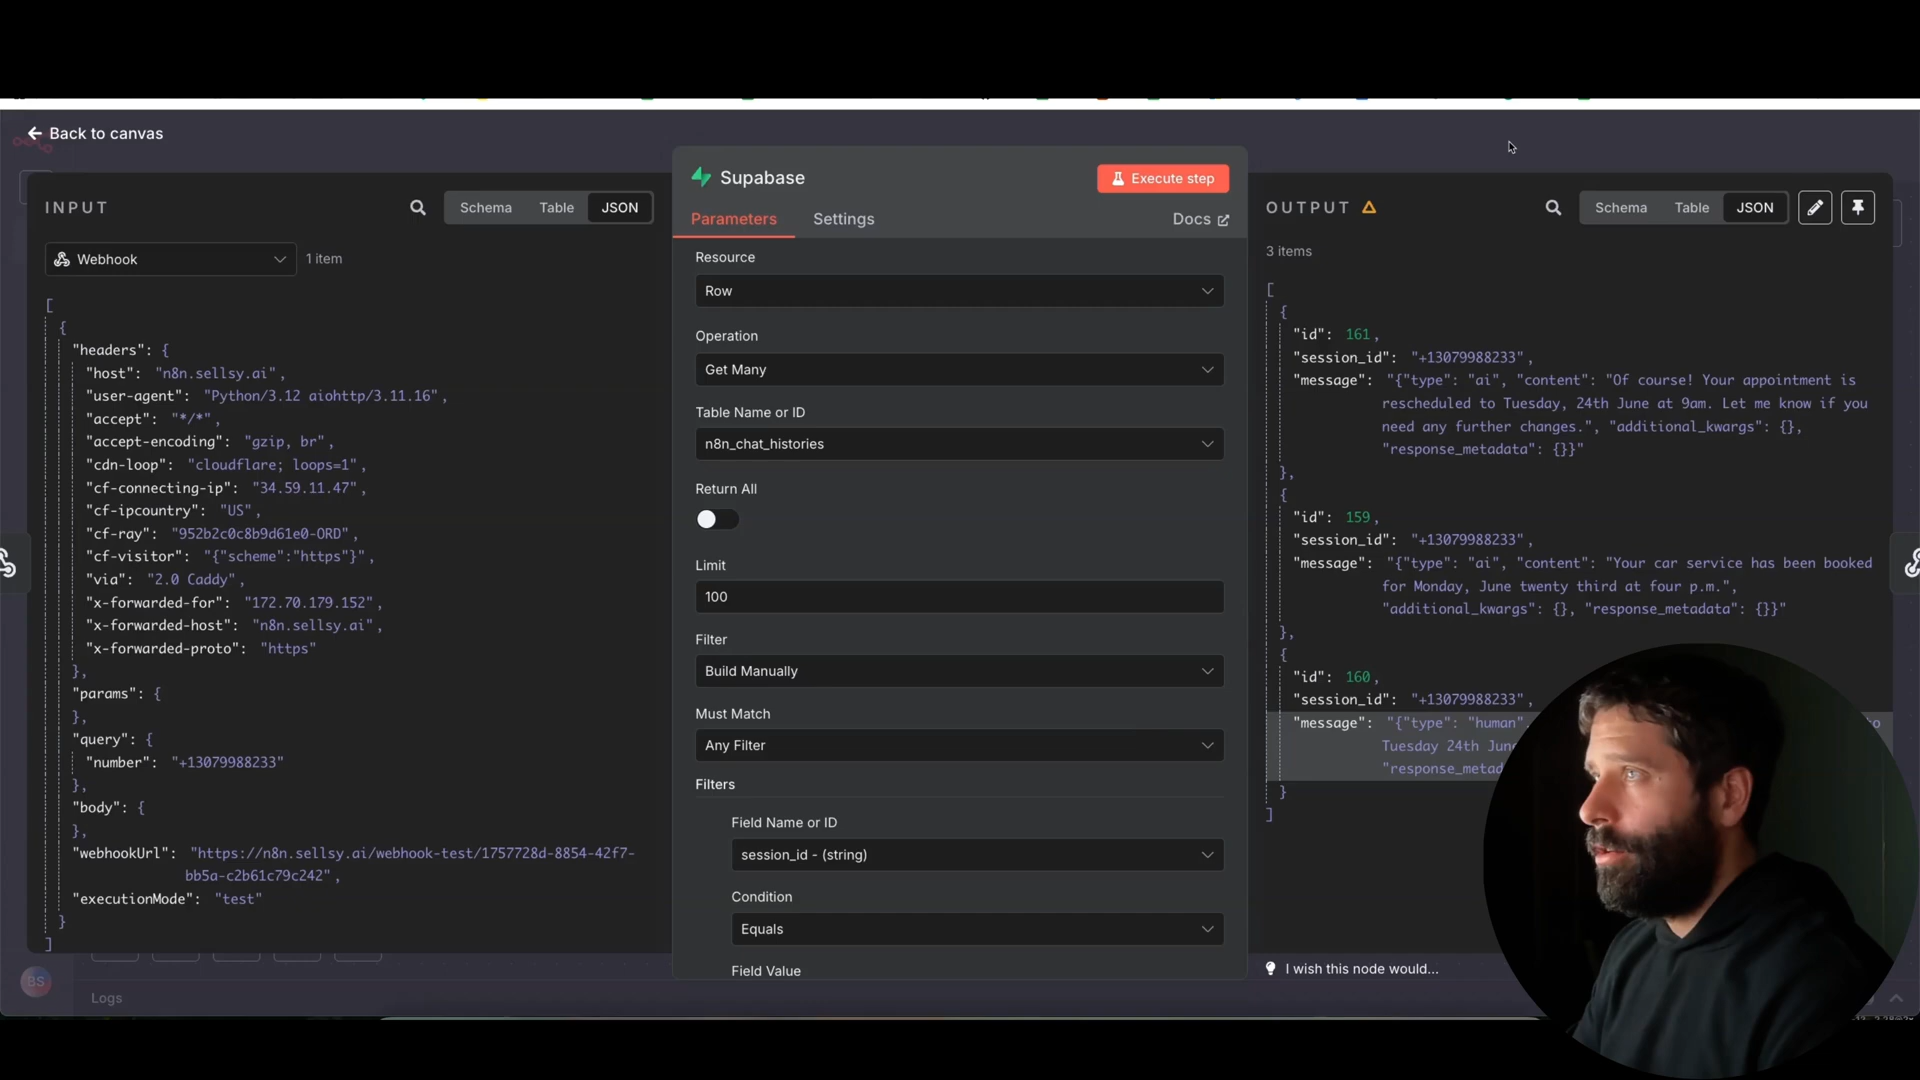 Back to canvas
INPUT
Schema Table JSON
Webhook
1 item
[
{
"headers": {
"host": "n8n.sellsy.ai",
"user-agent": "Python/3.12 aiohttp/3.11.16",
"accept": "*/*",
"accept-encoding": "gzip, br",
"cdn-loop": "cloudflare; loops=1",
"cf-connecting-ip": "34.59.11.47",
"cf-ipcountry": "US",
"cf-ray": "952b2c0c8b9d61e0-ORD",
"cf-visitor": "{"scheme":"https"}",
"via": "2.0 Caddy",
"x-forwarded-for": "172.70.179.152",
"x-forwarded-host": "n8n.sellsy.ai",
"x-forwarded-proto": "https"
},
"params": {
},
"query": {
"number": "+13079988233"
},
"body": {
},
"webhookUrl": "https://n8n.sellsy.ai/webhook-test/1757728d-8854-42f7-
bb5a-c2b61c79c242",
"executionMode": "test"
}
]
BS
Logs
Supabase
Execute step
Parameters
Settings
Docs
Resource
Row
Operation
Get Many
Table Name or ID
n8n_chat_histories
Return All
Limit
100
Filter
Build Manually
Must Match
Any Filter
Filters
Field Name or ID
session_id - (string)
Condition
Equals
Field Value
OUTPUT
Schema Table JSON
3 items
[
{
"id": 161,
"session_id": "+13079988233",
"message": "{"type": "ai", "content": "Of course! Your appointment is
rescheduled to Tuesday, 24th June at 9am. Let me know if you
need any further changes.", "additional_kwargs": {},
"response_metadata": {}}"
},
{
"id": 159,
"session_id": "+13079988233",
"message": "{"type": "ai", "content": "Your car service has been booked
for Monday, June twenty third at four p.m.",
"additional_kwargs": {}, "response_metadata": {}}"
},
{
"id": 160,
"session_id": "+13079988233",
"message": "{"type": "human",
Tuesday 24th
}
]
I wish this node would...